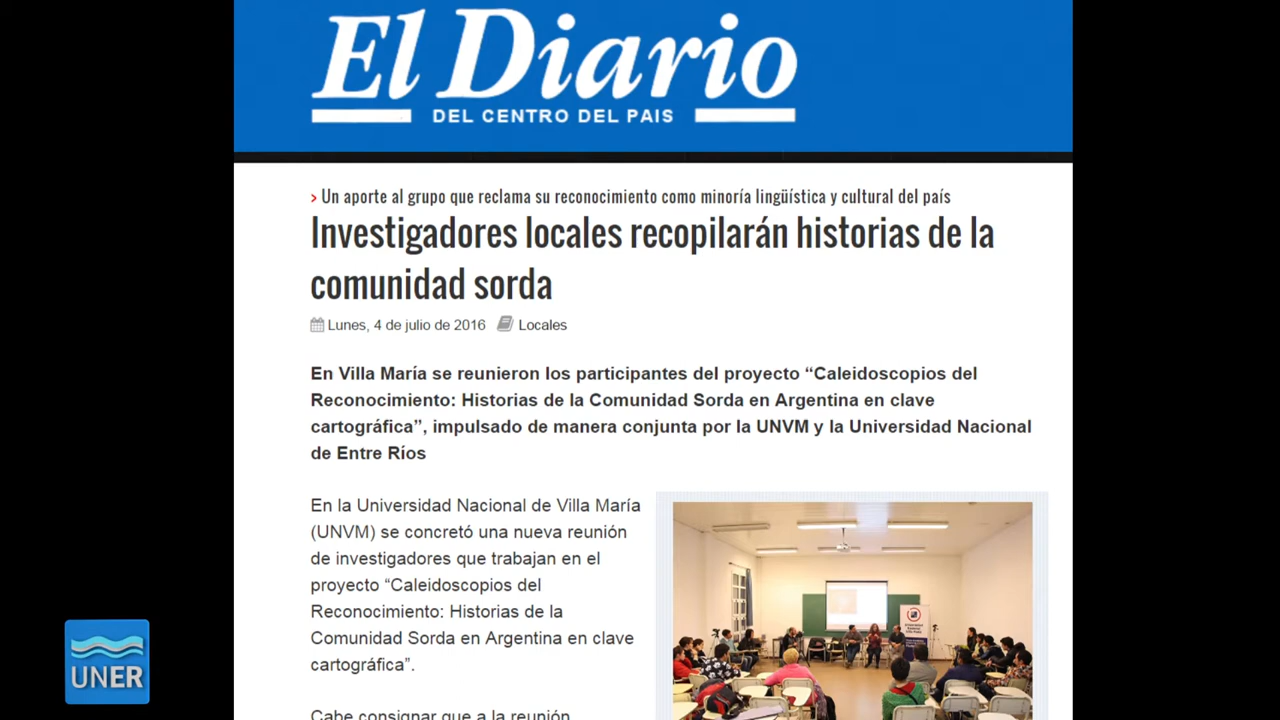 El Diario
DEL CENTRO DEL PAIS
> Un aporte al grupo que reclama su reconocimiento como minoría lingüística y cultural del país
Investigadores locales recopilarán historias de la
comunidad sorda
Lunes, 4 de julio de 2016 Locales
En Villa María se reunieron los participantes del proyecto “Caleidoscopios del
Reconocimiento: Historias de la Comunidad Sorda en Argentina en clave
cartográfica”, impulsado de manera conjunta por la UNVM y la Universidad Nacional
de Entre Ríos
En la Universidad Nacional de Villa María
(UNVM) se concretó una nueva reunión
de investigadores que trabajan en el
proyecto “Caleidoscopios del
Reconocimiento: Historias de la
Comunidad Sorda en Argentina en clave
cartográfica”.
Cabe consignar que a la reunión
UNER